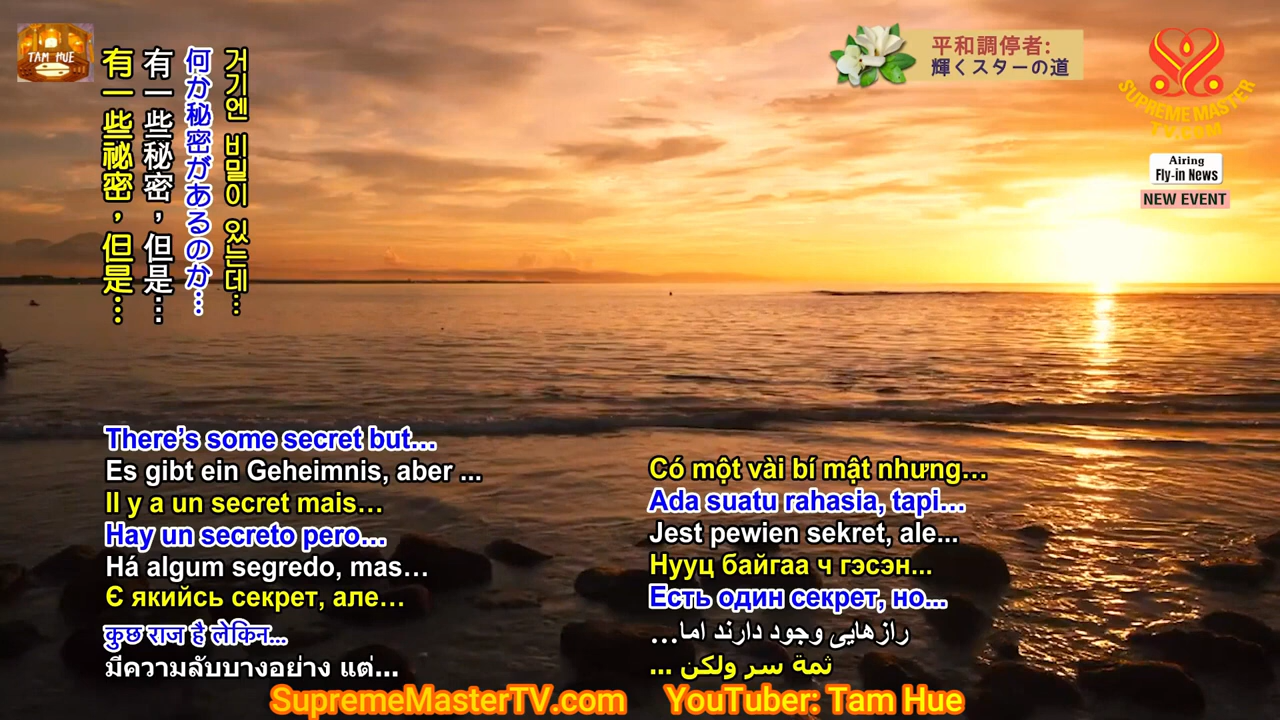 TAM HUE
有一些祕密，但是…
有一些秘密，但是…
何か秘密があるのか…
거기엔 비밀이 있는데…
平和調停者:
輝くスターの道
SUPREME MASTER
TV.COM
Airing
Fly-in News
NEW EVENT
There’s some secret but…
Es gibt ein Geheimnis, aber ...
Il y a un secret mais…
Hay un secreto pero…
Há algum segredo, mas…
Є якийсь секрет, але…
कुछ राज है लेकिन...
มีความลับบางอย่าง แต่...
Có một vài bí mật nhưng…
Ada suatu rahasia, tapi…
Jest pewien sekret, ale...
Нууц байгаа ч гэсэн...
Есть один секрет, но...
رازهایی وجود دارند اما…
ثمة سر ولكن ...
SupremeMasterTV.com YouTuber: Tam Hue